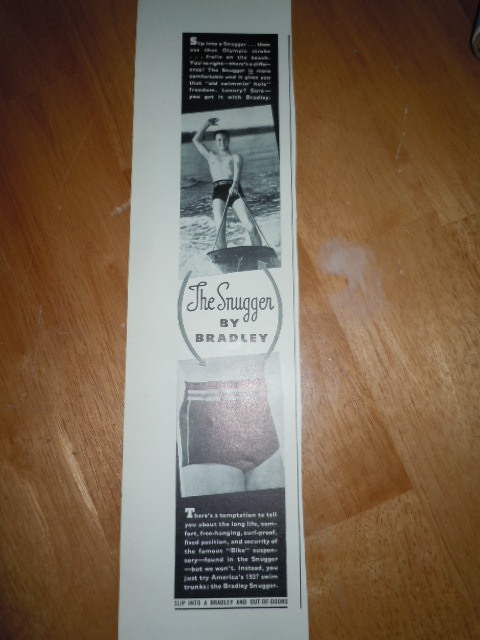 Slip into a Snugger . . . then
use that Olympic stroke
. . . frolic on the beach.
You're right—there's a differ-
ence! The Snugger is more
comfortable and it gives you
that "old swimmin' hole"
freedom. Luxury? Sure—
you get it with Bradley.
The Snugger
BY
BRADLEY
There's a temptation to tell
you about the long life, com-
fort, free-hanging, curl-proof,
fixed position, and security of
the famous "Bike" suspen-
sory—found in the Snugger
—but we won't. Instead, you
just try America's 1937 swim
trunks: the Bradley Snugger.
SLIP INTO A BRADLEY AND OUT-OF-DOORS